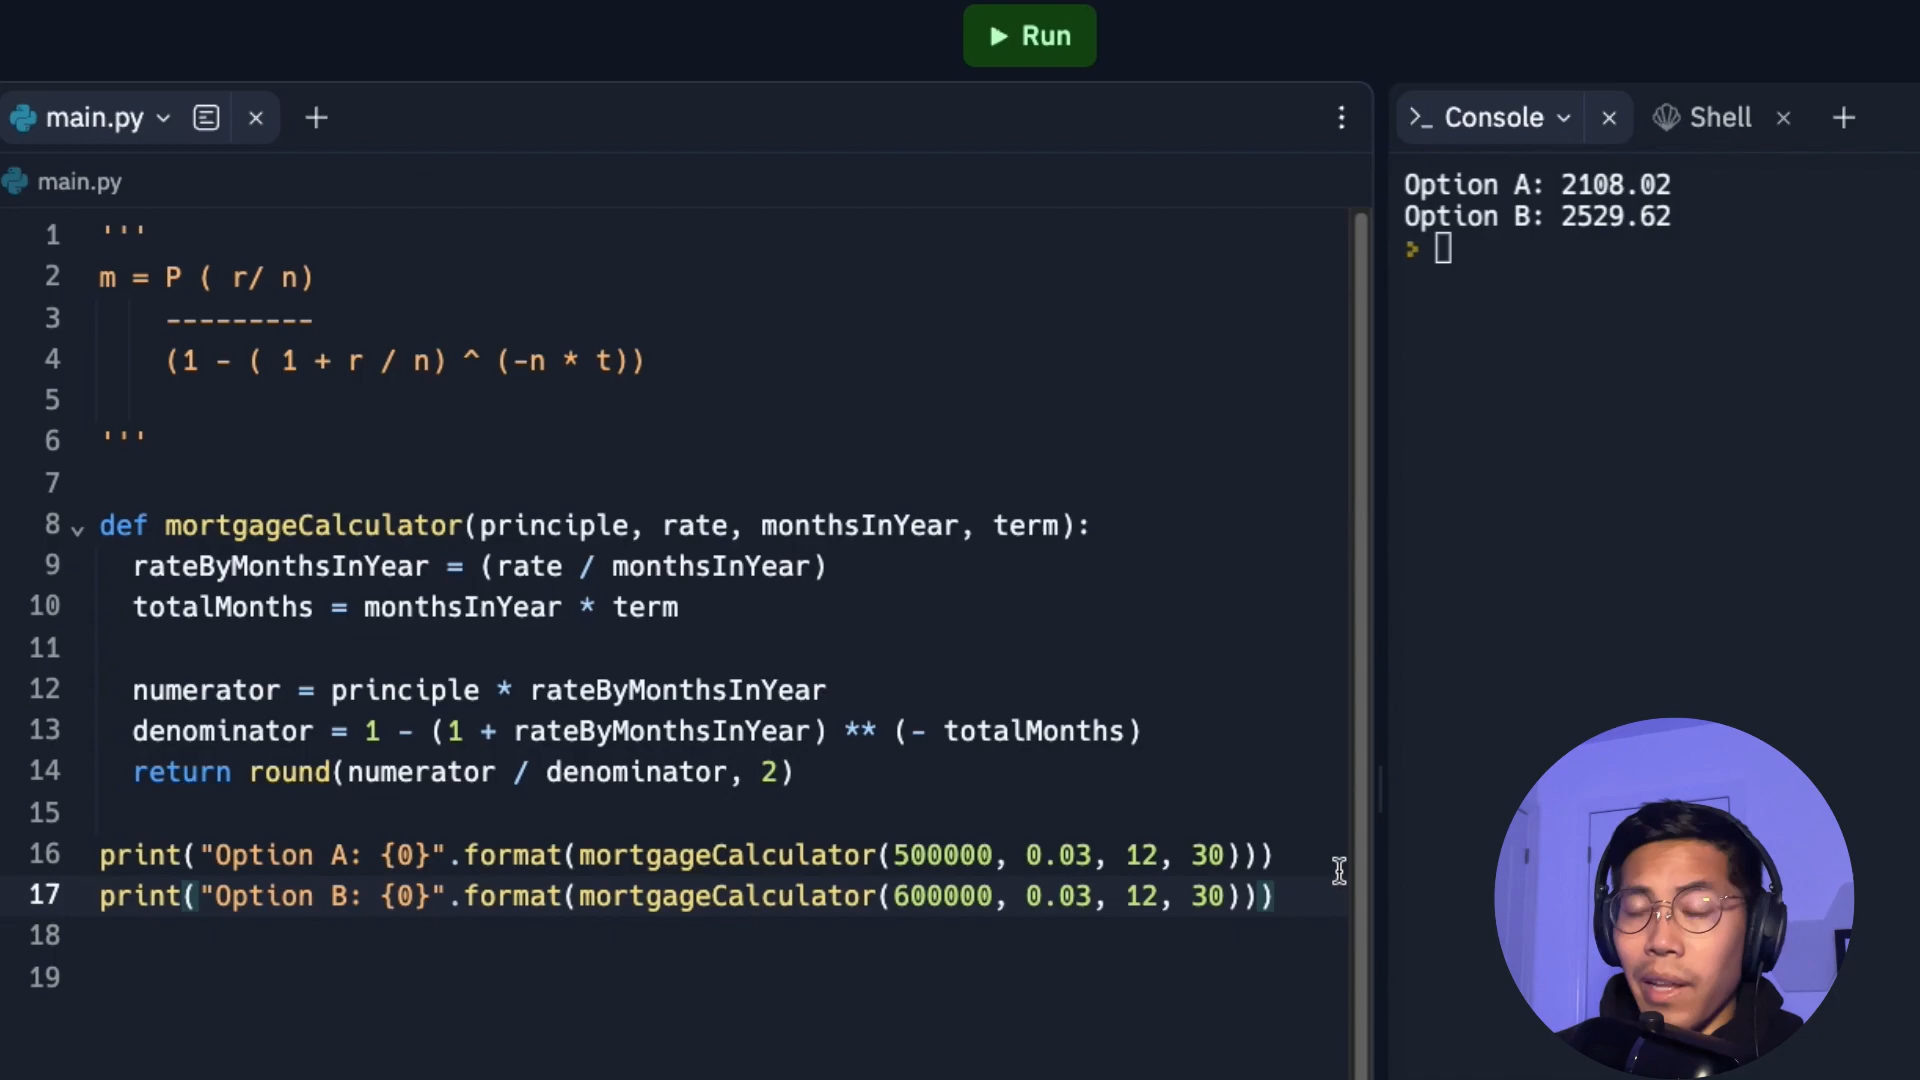 Run
main.py
Console
Shell
main.py
1 '''
2 m = P ( r/ n)
3 ---------
4 (1 - ( 1 + r / n) ^ (-n * t))
5
6 '''
7
8 def mortgageCalculator(principle, rate, monthsInYear, term):
9 rateByMonthsInYear = (rate / monthsInYear)
10 totalMonths = monthsInYear * term
11
12 numerator = principle * rateByMonthsInYear
13 denominator = 1 - (1 + rateByMonthsInYear) ** (- totalMonths)
14 return round(numerator / denominator, 2)
15
16 print("Option A: {0}".format(mortgageCalculator(500000, 0.03, 12, 30)))
17 print("Option B: {0}".format(mortgageCalculator(600000, 0.03, 12, 30)))
18
19
Option A: 2108.02
Option B: 2529.62